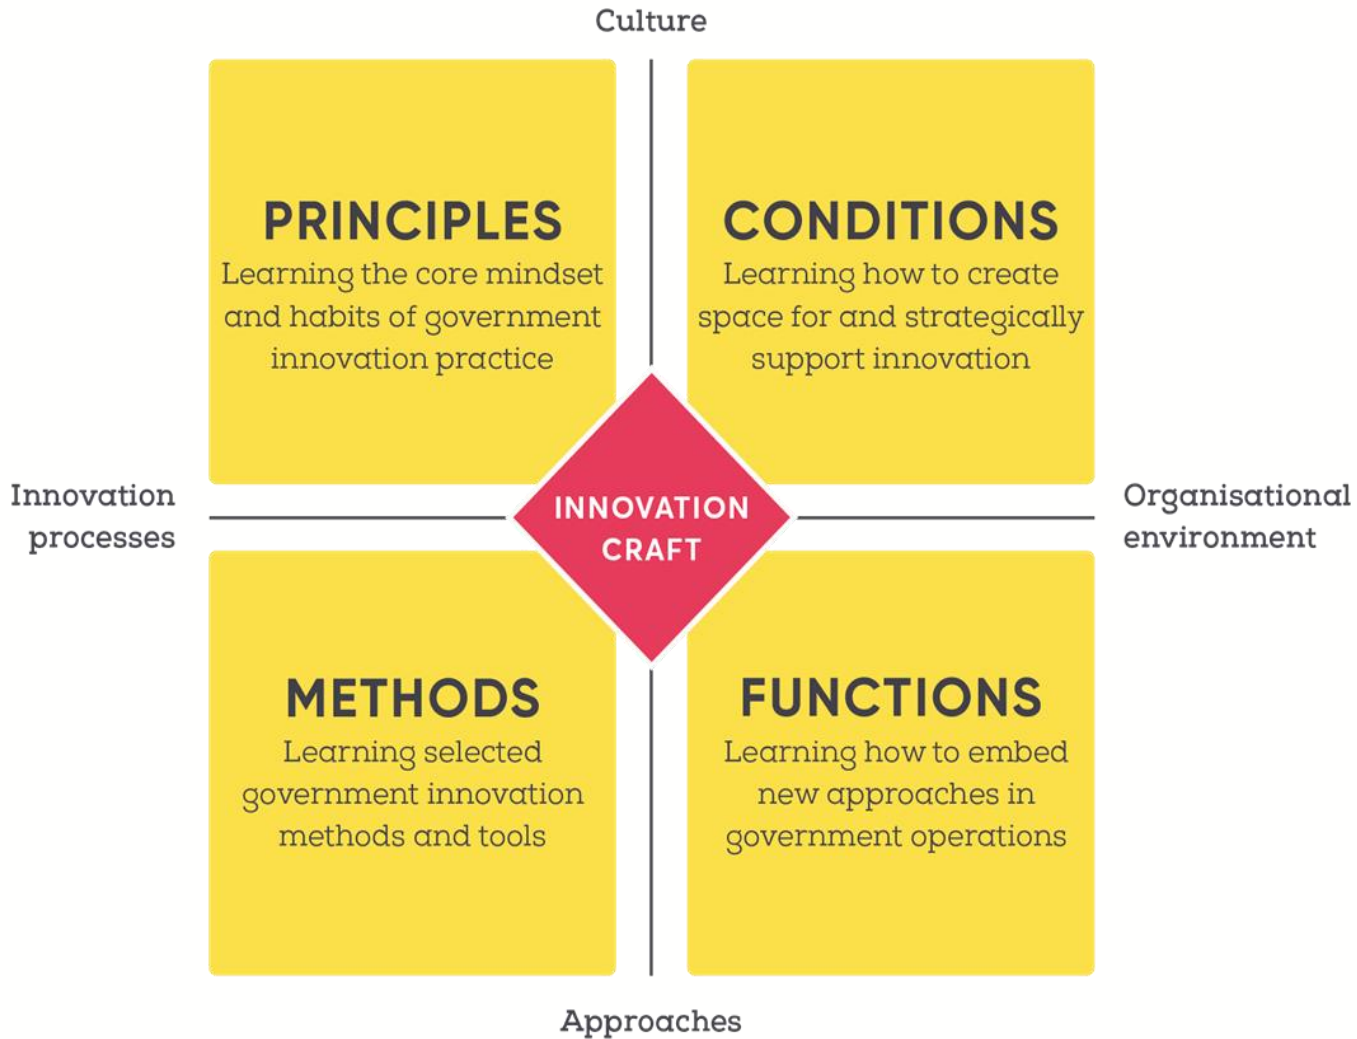 Culture
PRINCIPLES
Learning the core mindset
and habits of government
innovation practice
CONDITIONS
Learning how to create
space for and strategically
support innovation
Innovation
processes
INNOVATION
CRAFT
Organisational
environment
METHODS
Learning selected
government innovation
methods and tools
FUNCTIONS
Learning how to embed
new approaches in
government operations
Approaches